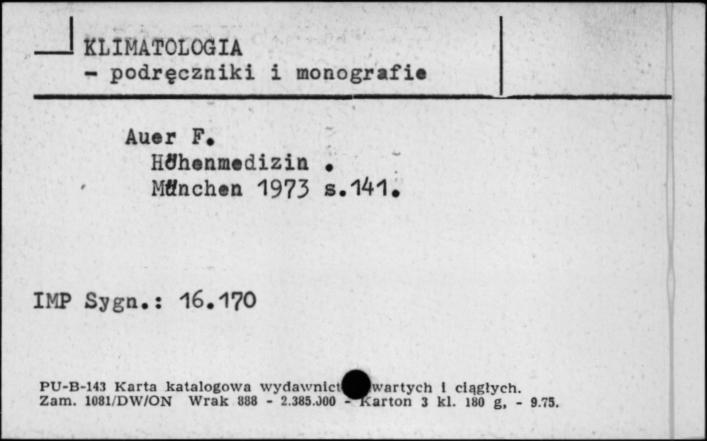 KLIMATOLOGIA
- podręczniki i monografie
Auer F.
Höhenmedizin .
München 1973 s.141.
IMP Sygn.: 16.170
PU-B-143 Karta katalogowa wydawnict wartych i ciągłych.
Zam. 1081/DW/ON Wrak 888 - 2.385.000 - Karton 3 kl. 180 g, - 9.75.